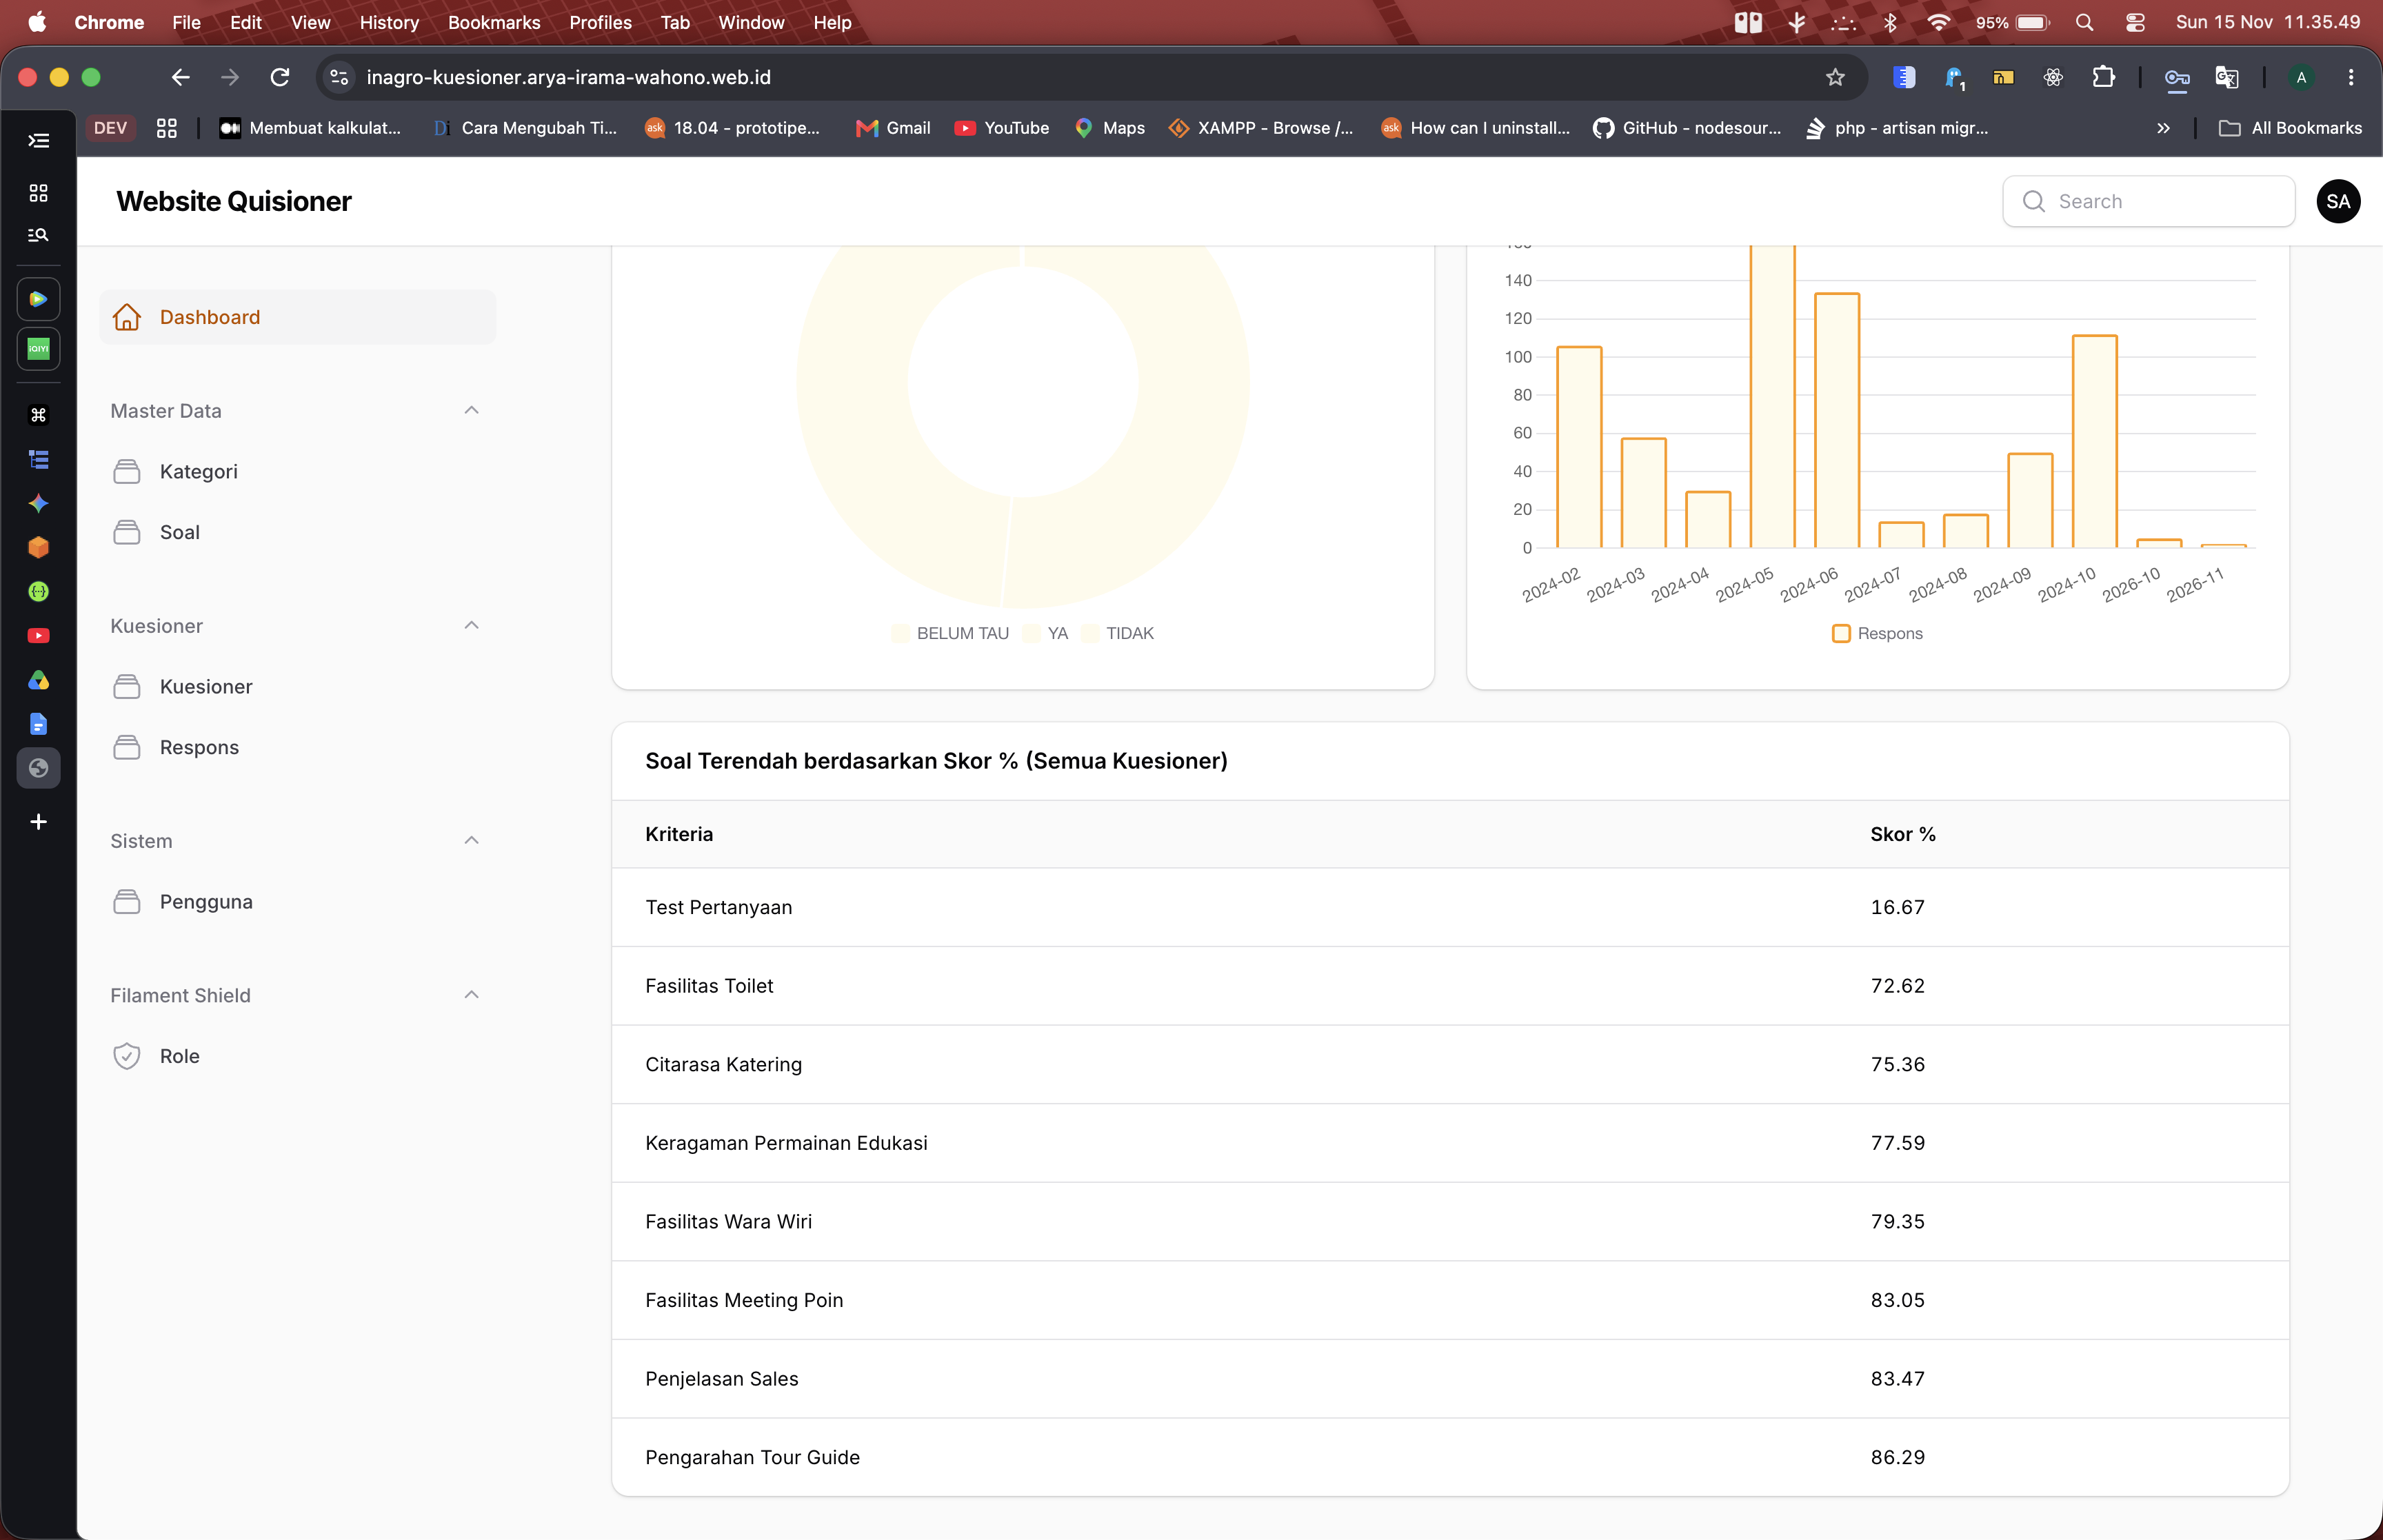 Chrome File Edit View History Bookmarks Profiles Tab Window Help 95% Sun 15 Nov 11.35.49
inagro-kuesioner.arya-irama-wahono.web.id
1
A
DEV Membuat kalkulat... Di Cara Mengubah Ti... ask 18.04 - prototipe... Gmail YouTube Maps XAMPP - Browse /... ask How can I uninstall... GitHub - nodesour... php - artisan migr... » All Bookmarks
iQIYI
Website Quisioner
Search
SA
Dashboard
Master Data
Kategori
Soal
Kuesioner
Kuesioner
Respons
Sistem
Pengguna
Filament Shield
Role
BELUM TAU YA TIDAK
140
120
100
80
60
40
20
0
2024-02 2024-03 2024-04 2024-05 2024-06 2024-07 2024-08 2024-09 2024-10 2026-10 2026-11
Respons
Soal Terendah berdasarkan Skor % (Semua Kuesioner)
Kriteria Skor %
Test Pertanyaan 16.67
Fasilitas Toilet 72.62
Citarasa Katering 75.36
Keragaman Permainan Edukasi 77.59
Fasilitas Wara Wiri 79.35
Fasilitas Meeting Poin 83.05
Penjelasan Sales 83.47
Pengarahan Tour Guide 86.29